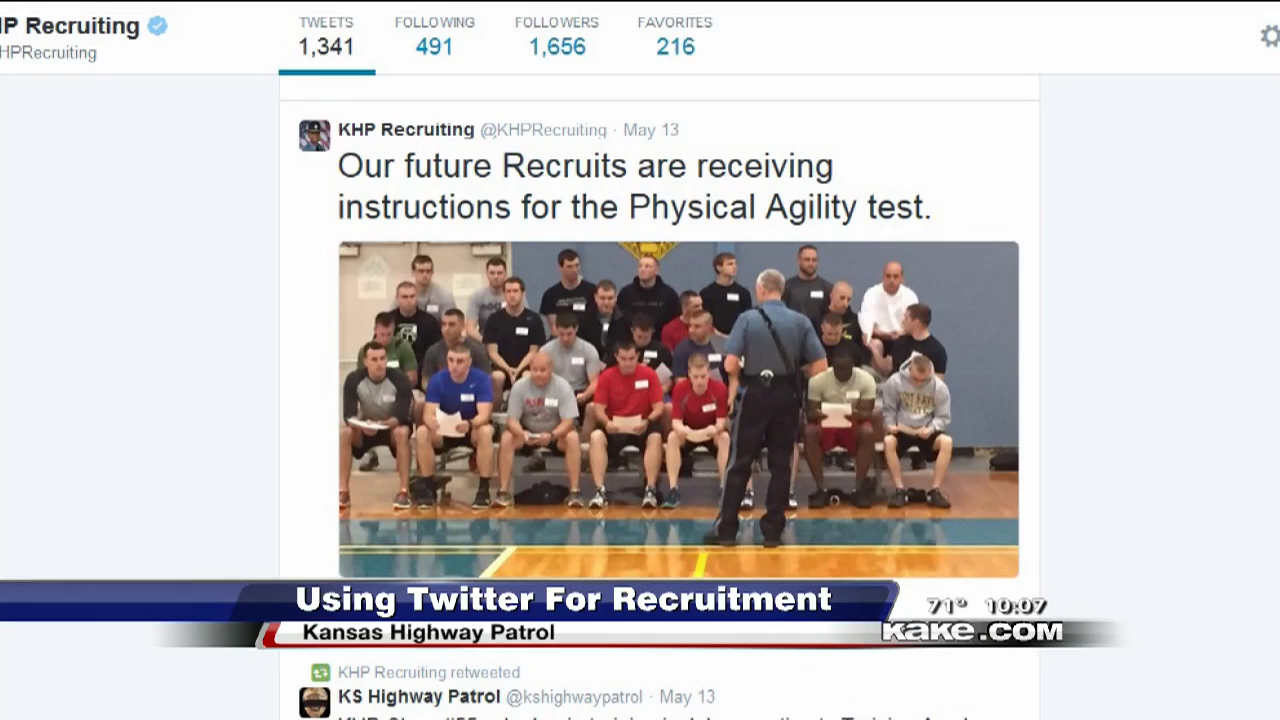 P Recruiting
HPRecruiting
TWEETS FOLLOWING FOLLOWERS FAVORITES
1,341 491 1,656 216
KHP Recruiting @KHPRecruiting · May 13
Our future Recruits are receiving
instructions for the Physical Agility test.
Using Twitter For Recruitment
Kansas Highway Patrol
71° 10:07
KAKE.COM
KHP Recruiting retweeted
KS Highway Patrol @kshighwaypatrol · May 13